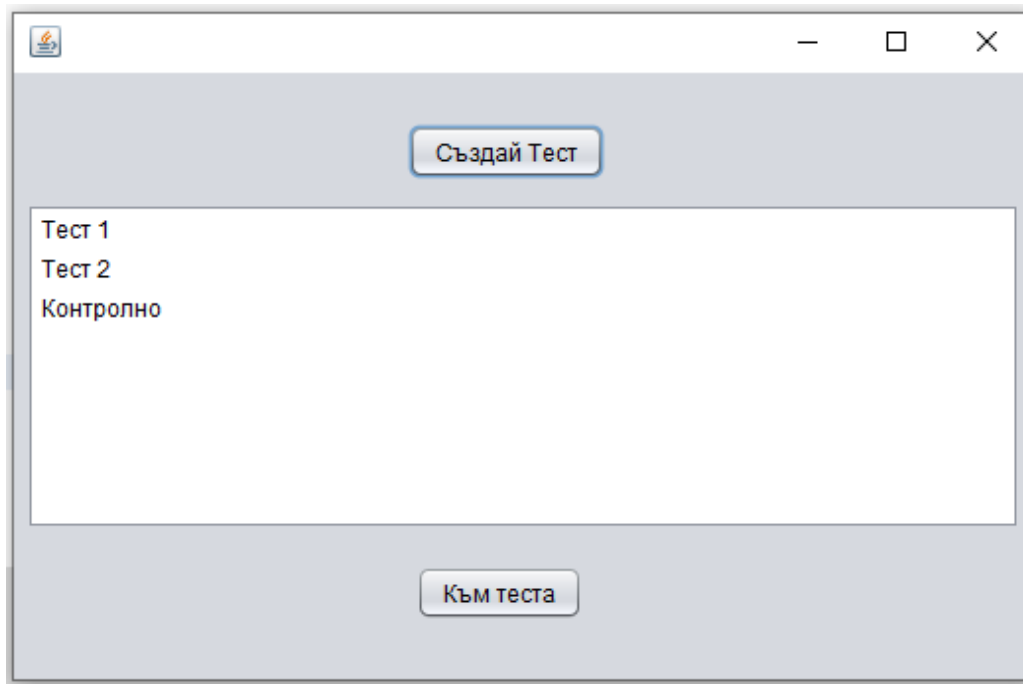 Създай Тест
Тест 1
Тест 2
Контролно
Към теста